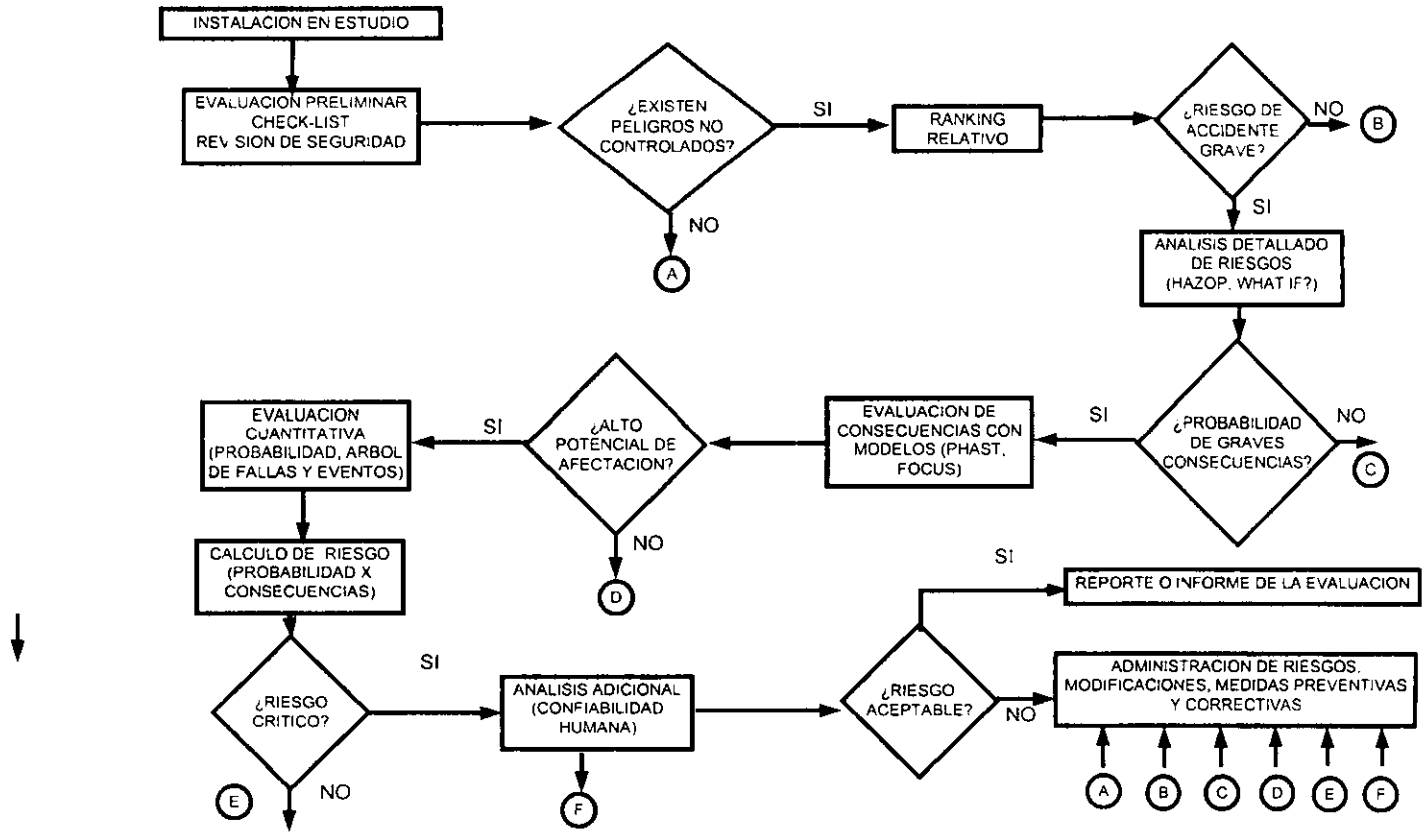 INSTALACION EN ESTUDIO
EVALUACION PRELIMINAR
CHECK-LIST
REV SION DE SEGURIDAD
¿EXISTEN
PELIGROS NO
CONTROLADOS?
SI
NO
A
RANKING
RELATIVO
¿RIESGO DE
ACCIDENTE
GRAVE?
NO
B
SI
ANALISIS DETALLADO
DE RIESGOS
(HAZOP, WHAT IF?)
¿PROBABILIDAD
DE GRAVES
CONSECUENCIAS?
NO
C
SI
EVALUACION DE
CONSECUENCIAS CON
MODELOS (PHAST,
FOCUS)
¿ALTO
POTENCIAL DE
AFECTACION?
NO
D
SI
EVALUACION
CUANTITATIVA
(PROBABILIDAD, ARBOL
DE FALLAS Y EVENTOS)
CALCULO DE RIESGO
(PROBABILIDAD X
CONSECUENCIAS)
¿RIESGO
CRITICO?
E
NO
SI
ANALISIS ADICIONAL
(CONFIABILIDAD
HUMANA)
F
¿RIESGO
ACEPTABLE?
SI
REPORTE O INFORME DE LA EVALUACION
NO
ADMINISTRACION DE RIESGOS.
MODIFICACIONES, MEDIDAS PREVENTIVAS
Y CORRECTIVAS
A B C D E F